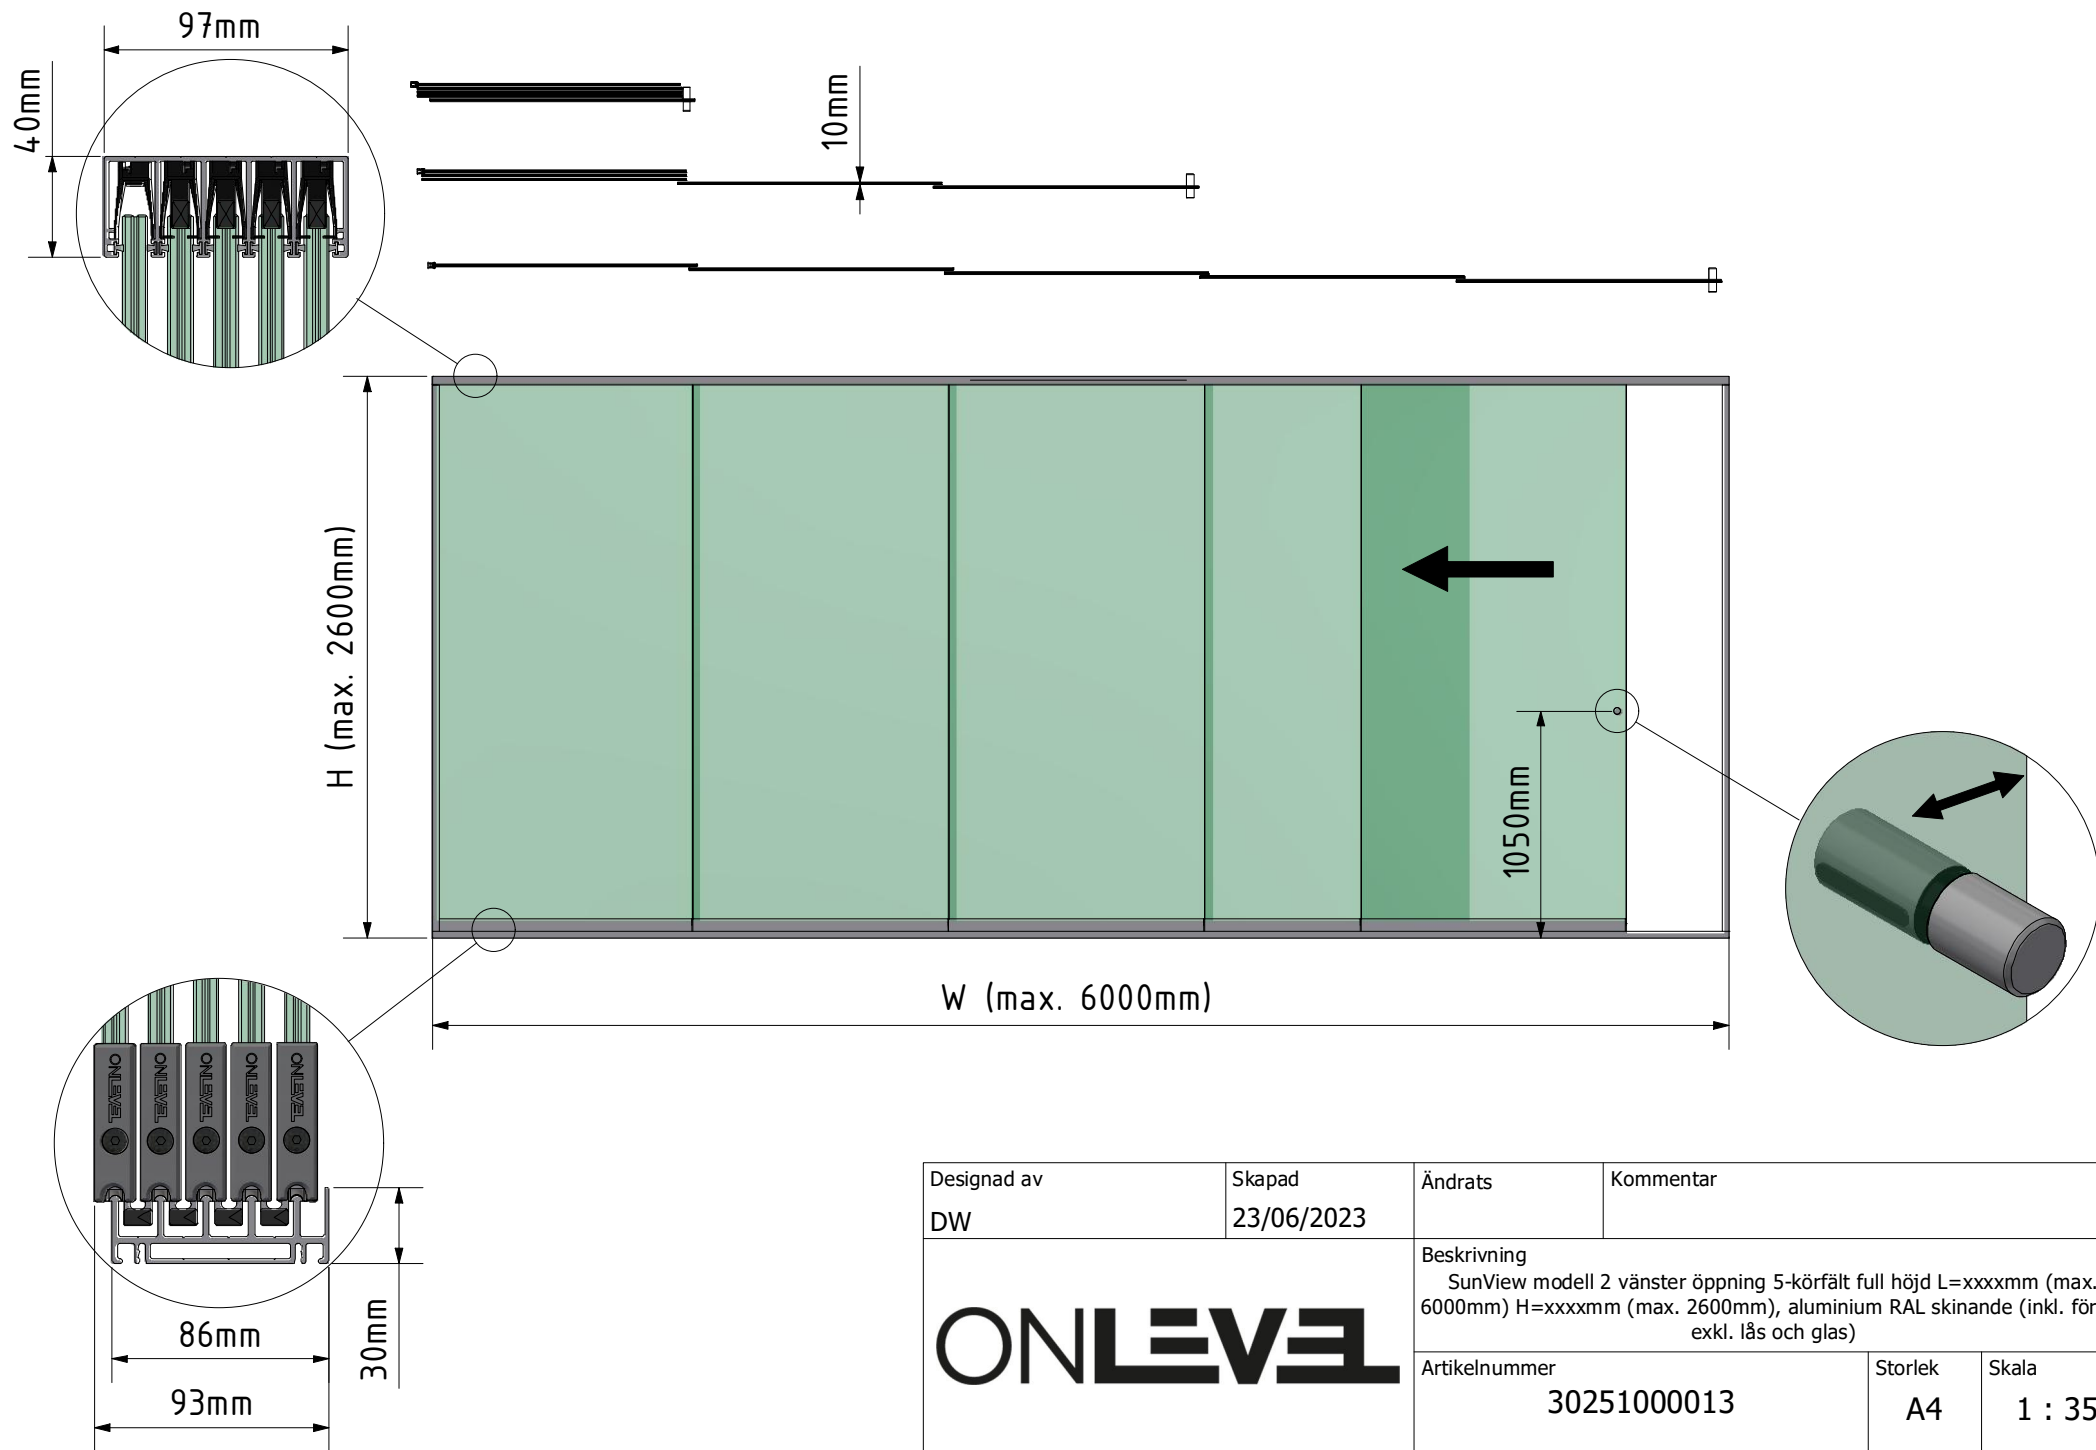 97mm
40mm
10mm
H (max. 2600mm)
1050mm
W (max. 6000mm)
ONLEVEL
ONLEVEL
ONLEVEL
ONLEVEL
ONLEVEL
30mm
86mm
93mm
Designad av
DW
Skapad
23/06/2023
Ändrats
Kommentar
ONLEVEL
Beskrivning
SunView modell 2 vänster öppning 5-körfält full höjd L=xxxxmm (max.
6000mm) H=xxxxmm (max. 2600mm), aluminium RAL skinande (inkl. för
exkl. lås och glas)
Artikelnummer
30251000013
Storlek
A4
Skala
1 : 35